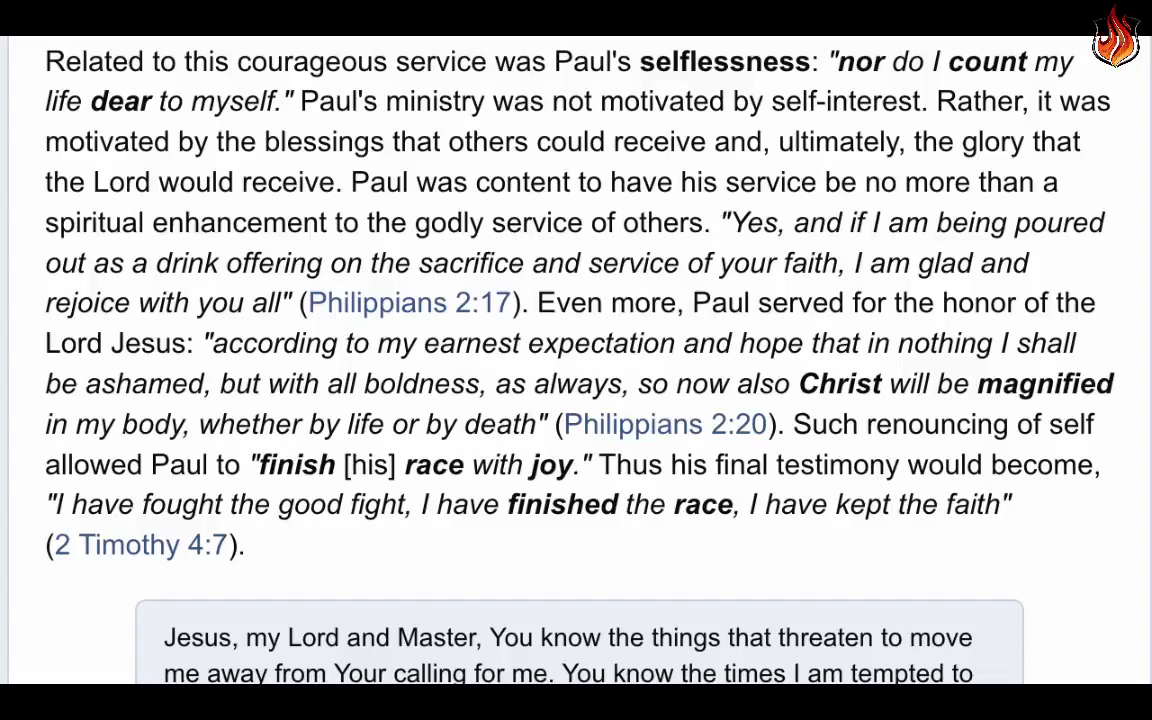 Related to this courageous service was Paul's selflessness: "nor do I count my
life dear to myself." Paul's ministry was not motivated by self-interest. Rather, it was
motivated by the blessings that others could receive and, ultimately, the glory that
the Lord would receive. Paul was content to have his service be no more than a
spiritual enhancement to the godly service of others. "Yes, and if I am being poured
out as a drink offering on the sacrifice and service of your faith, I am glad and
rejoice with you all" (Philippians 2:17). Even more, Paul served for the honor of the
Lord Jesus: "according to my earnest expectation and hope that in nothing I shall
be ashamed, but with all boldness, as always, so now also Christ will be magnified
in my body, whether by life or by death" (Philippians 2:20). Such renouncing of self
allowed Paul to "finish [his] race with joy." Thus his final testimony would become,
"I have fought the good fight, I have finished the race, I have kept the faith"
(2 Timothy 4:7).
Jesus, my Lord and Master, You know the things that threaten to move
me away from Your calling for me. You know the times I am tempted to